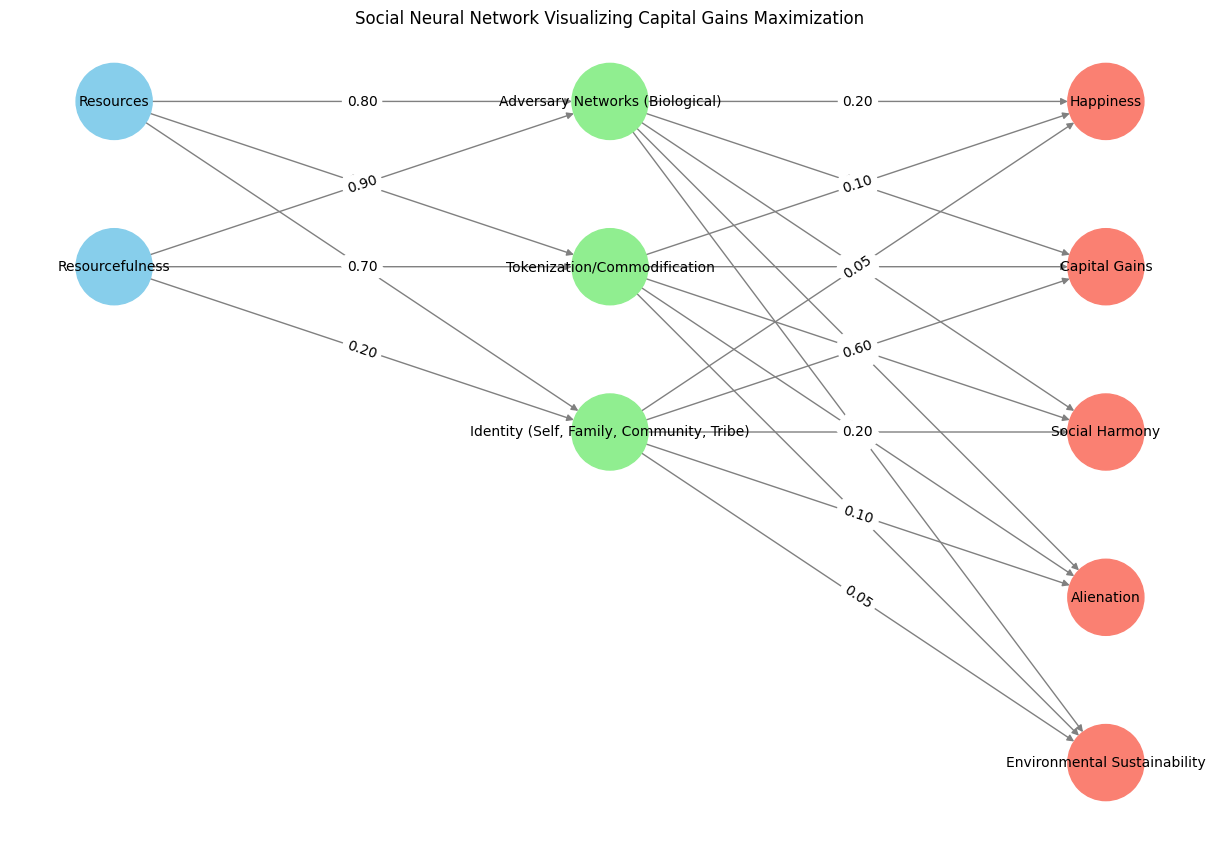 Social Neural Network Visualizing Capital Gains Maximization
Resources
0.80
Adversary Networks (Biological)
0.20
Happiness
0.90
0.10
Resourcefulness
0.70
Tokenization/Commodification
0.05
Capital Gains
0.20
0.60
Identity (Self, Family, Community, Tribe)
0.20
Social Harmony
0.10
0.05
Alienation
Environmental Sustainability